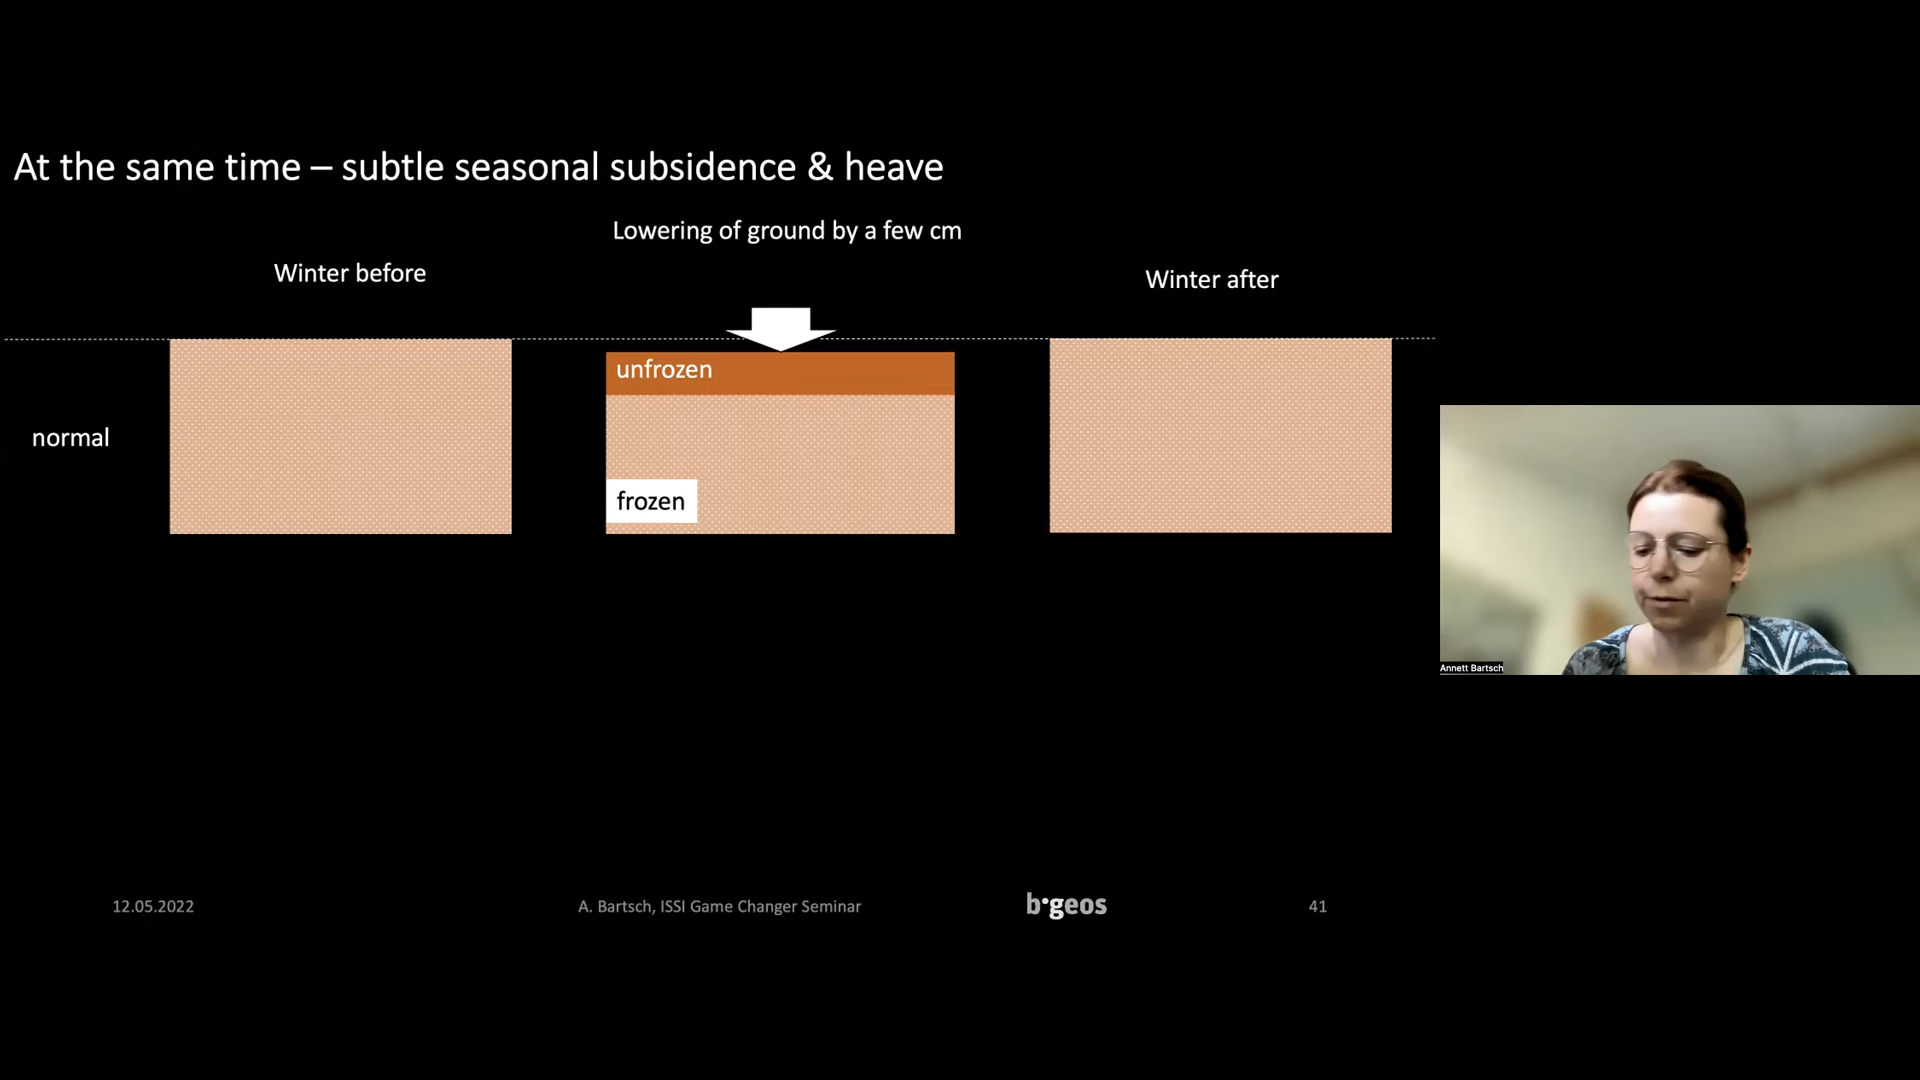 At the same time – subtle seasonal subsidence & heave
Lowering of ground by a few cm
Winter before
Winter after
unfrozen
normal
frozen
Annett Bartsch
12.05.2022
A. Bartsch, ISSI Game Changer Seminar
b·geos
41